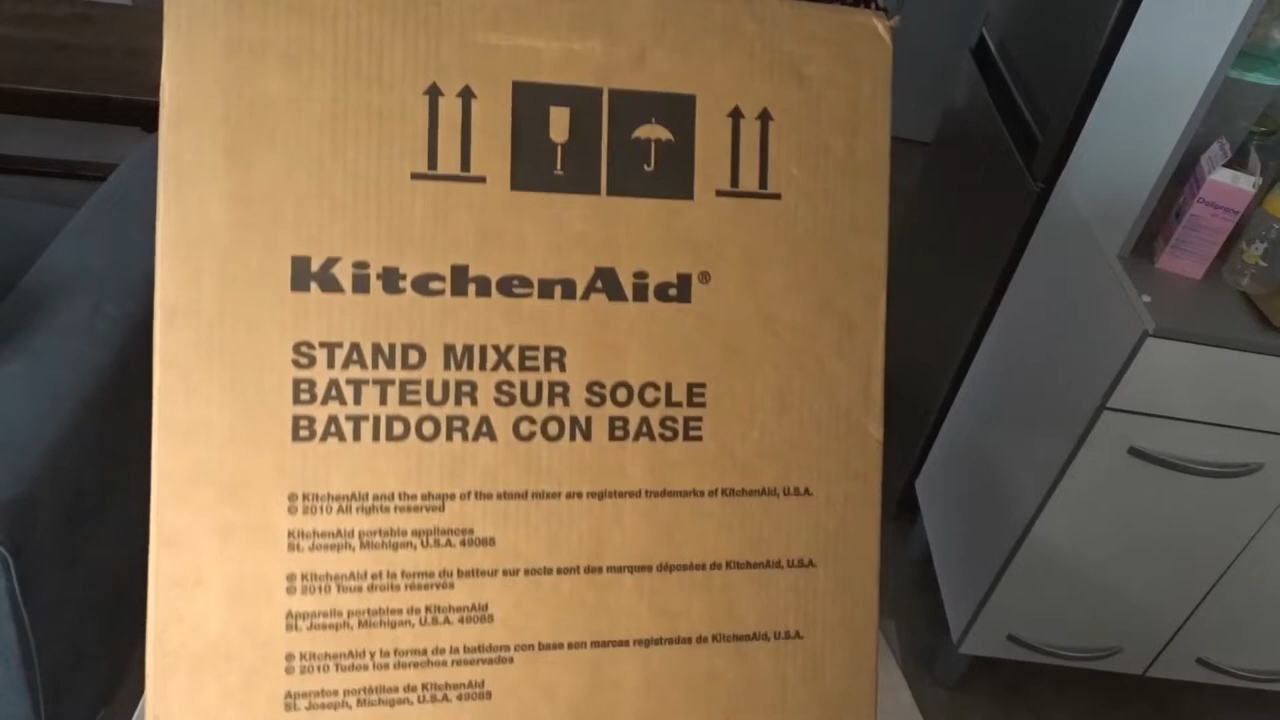 KitchenAid®
STAND MIXER
BATTEUR SUR SOCLE
BATIDORA CON BASE
® KitchenAid and the shape of the stand mixer are registered trademarks of KitchenAid, U.S.A.
© 2010 All rights reserved
KitchenAid portable appliances
St. Joseph, Michigan, U.S.A. 49085
® KitchenAid et la forme du batteur sur socle sont des marques déposées de KitchenAid, U.S.A.
© 2010 Tous droits réservés
Appareils portables de KitchenAid
St. Joseph, Michigan, U.S.A. 49085
® KitchenAid y la forma de la batidora con base son marcas registradas de KitchenAid, U.S.A.
© 2010 Todos los derechos reservados
Aparatos portátiles de KitchenAid
St. Joseph, Michigan, U.S.A. 49085
Doliprane